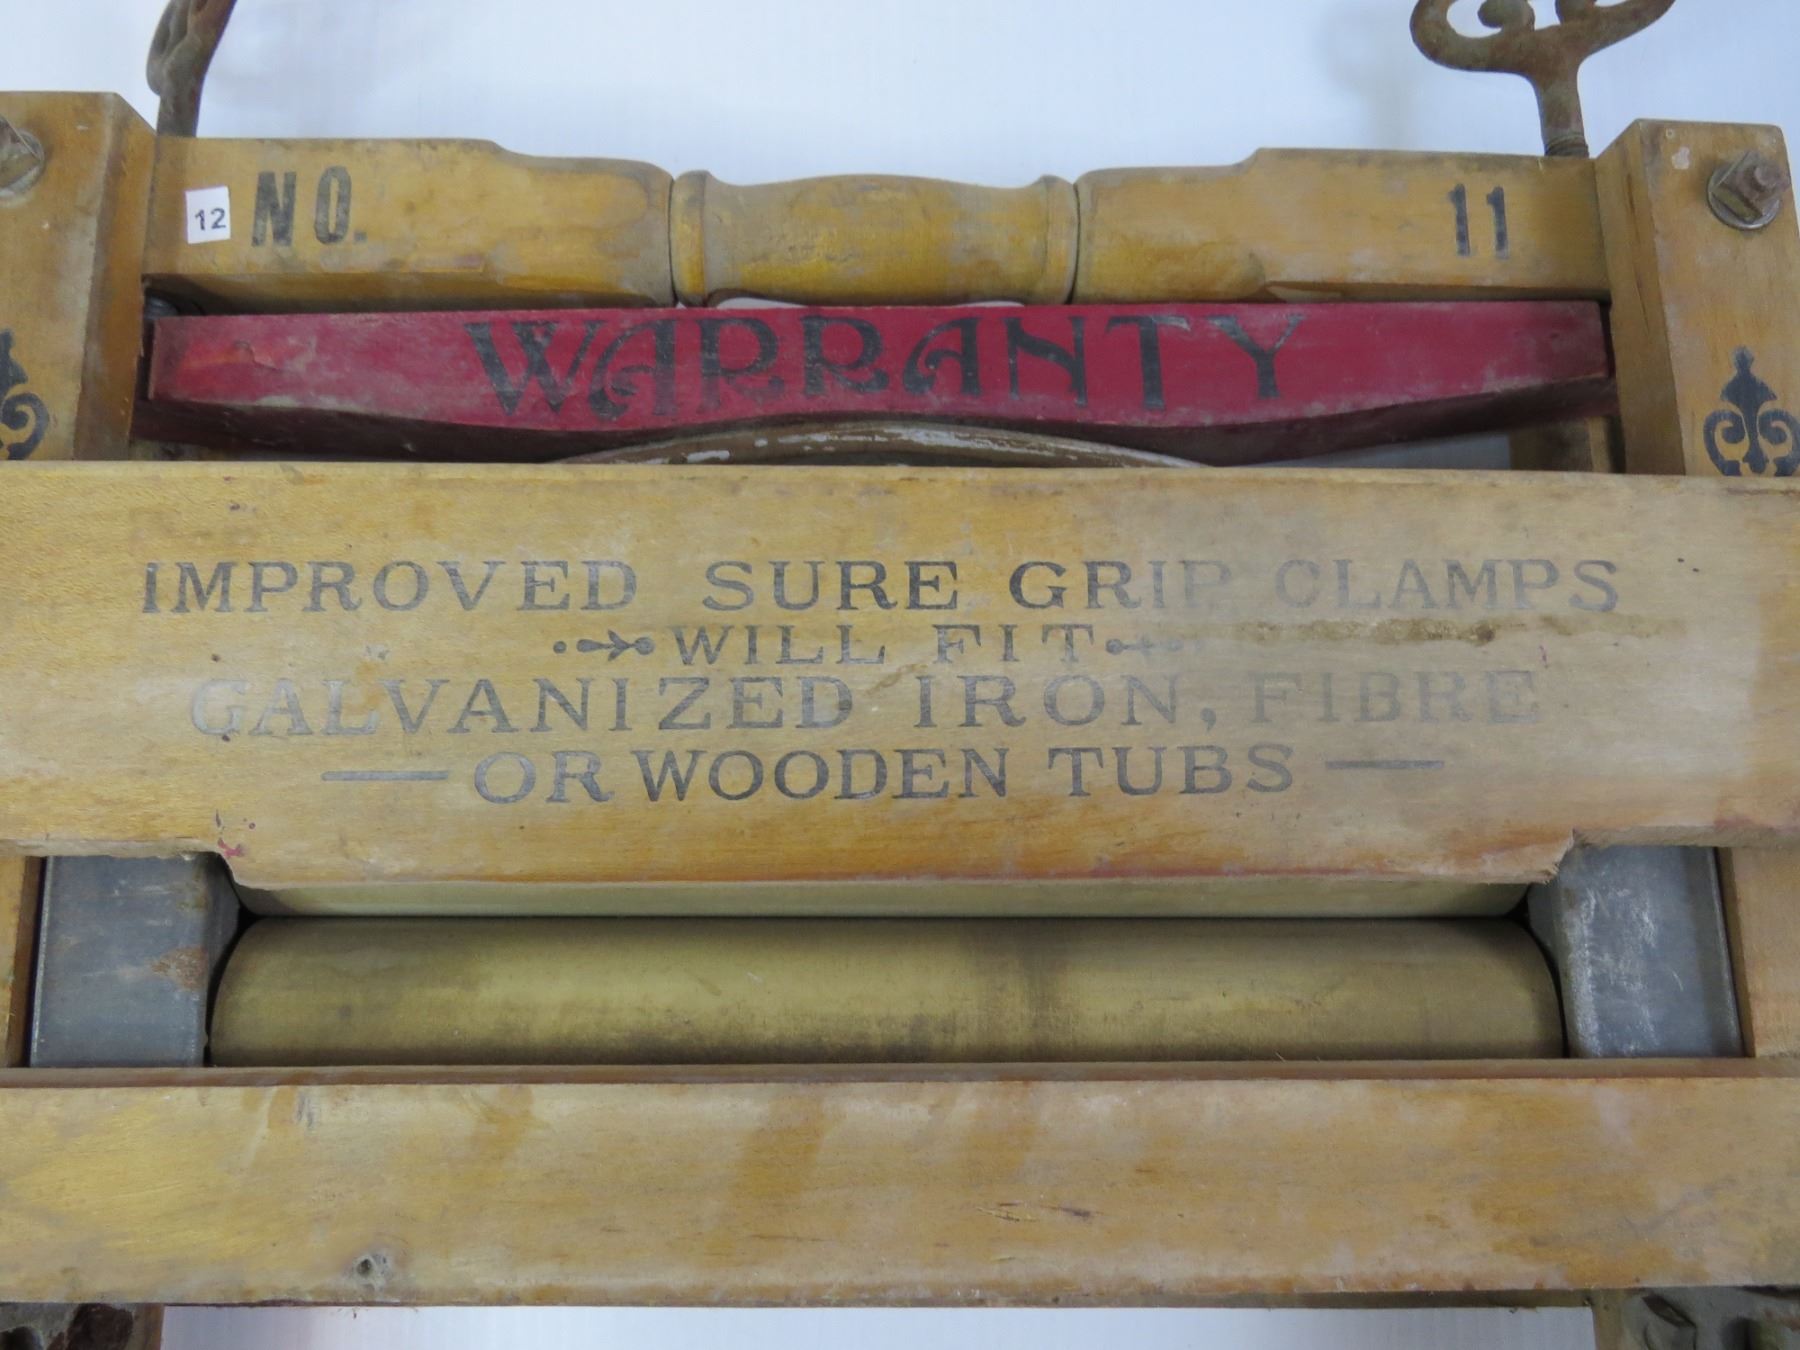 12 NO. 11
WARRANTY
IMPROVED SURE GRIP CLAMPS
WILL FIT
GALVANIZED IRON, FIBRE
— OR WOODEN TUBS —